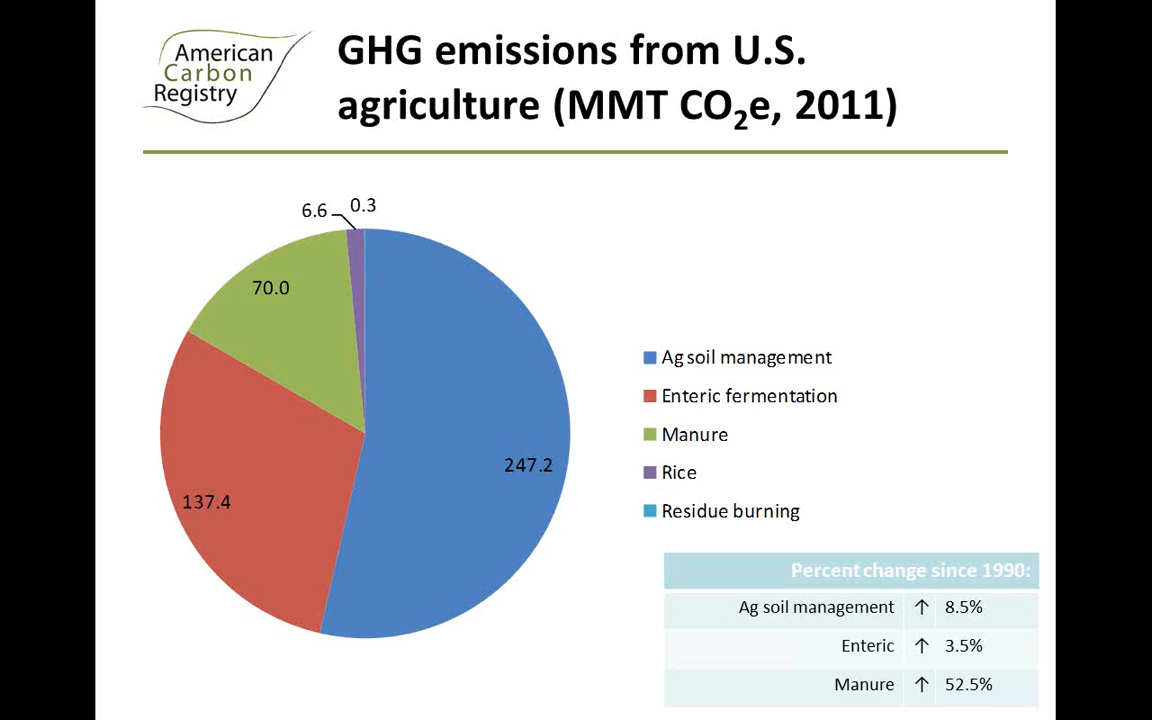 American
Carbon
Registry
GHG emissions from U.S.
agriculture (MMT CO₂e, 2011)
6.6
0.3
70.0
247.2
137.4
Ag soil management
Enteric fermentation
Manure
Rice
Residue burning
Percent change since 1990:
Ag soil management ↑ 8.5%
Enteric ↑ 3.5%
Manure ↑ 52.5%